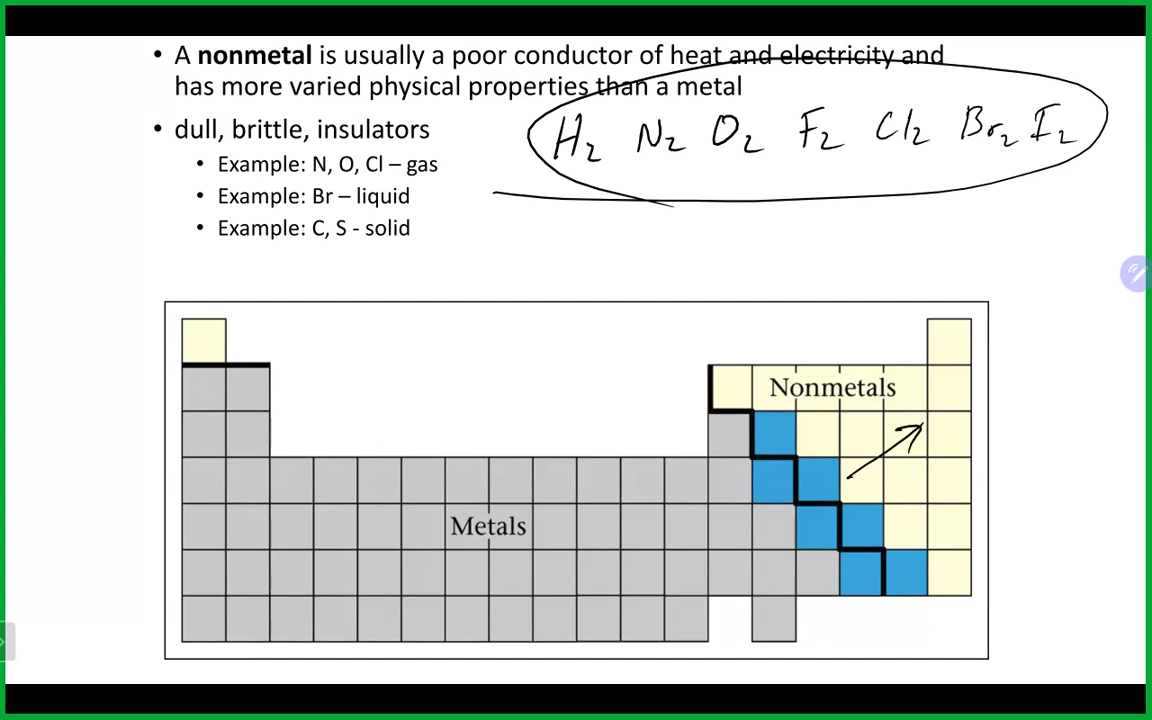 • A nonmetal is usually a poor conductor of heat and electricity and
has more varied physical properties than a metal
H₂ N₂ O₂ F₂ Cl₂ Br₂ I₂
• dull, brittle, insulators
• Example: N, O, Cl – gas
• Example: Br – liquid
• Example: C, S - solid
Nonmetals
Metals